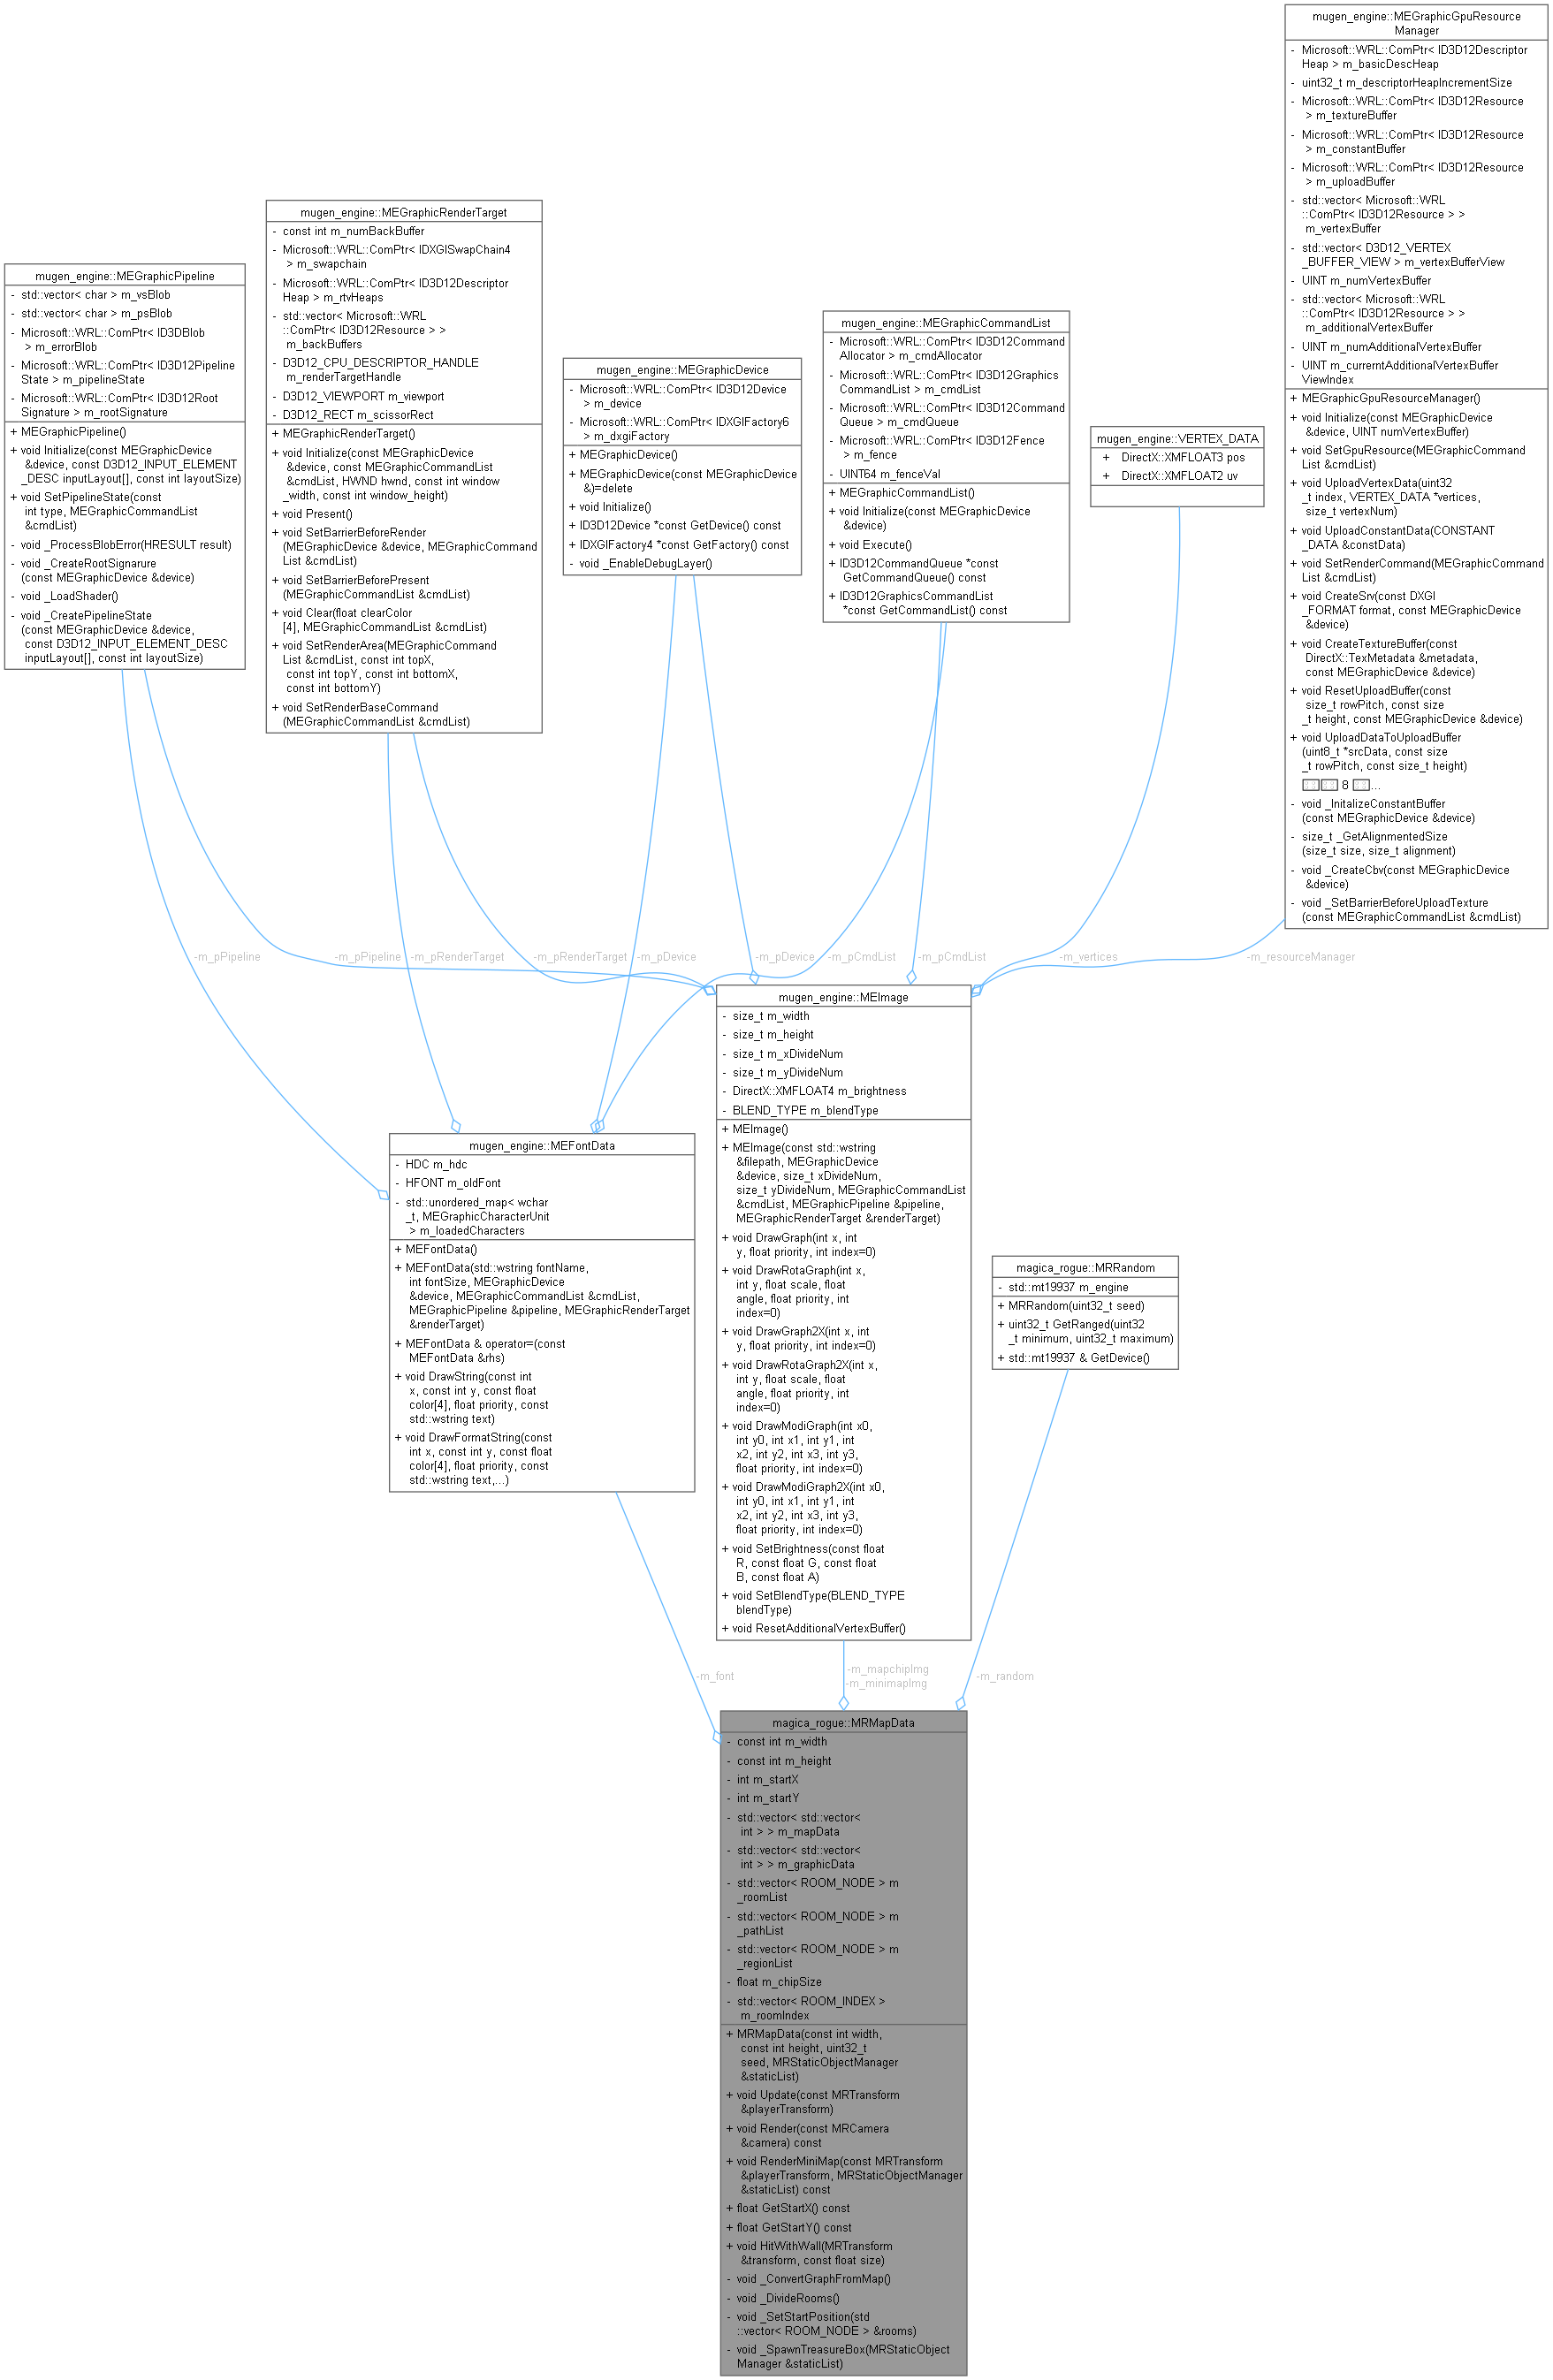 mugen_engine::MEGraphicGpuResource
Manager
- Microsoft::WRL::ComPtr< ID3D12Descriptor
Heap > m_basicDescHeap
- uint32_t m_descriptorHeapIncrementSize
- Microsoft::WRL::ComPtr< ID3D12Resource
> m_textureBuffer
- Microsoft::WRL::ComPtr< ID3D12Resource
> m_constantBuffer
- Microsoft::WRL::ComPtr< ID3D12Resource
> m_uploadBuffer
- std::vector< Microsoft::WRL
::ComPtr< ID3D12Resource > >
m_vertexBuffer
- std::vector< D3D12_VERTEX
_BUFFER_VIEW > m_vertexBufferView
- UINT m_numVertexBuffer
- std::vector< Microsoft::WRL
::ComPtr< ID3D12Resource > >
m_additionalVertexBuffer
- UINT m_numAdditionalVertexBuffer
- UINT m_currerntAdditionalVertexBuffer
ViewIndex
+ MEGraphicGpuResourceManager()
+ void Initialize(const MEGraphicDevice
&device, UINT numVertexBuffer)
+ void SetGpuResource(MEGraphicCommand
List &cmdList)
+ void UploadVertexData(uint32
_t index, VERTEX_DATA *vertices,
size_t vertexNum)
+ void UploadConstantData(CONSTANT
_DATA &constData)
+ void SetRenderCommand(MEGraphicCommand
List &cmdList)
+ void CreateSrv(const DXGI
_FORMAT format, const MEGraphicDevice
&device)
+ void CreateTextureBuffer(const
DirectX::TexMetadata &metadata,
const MEGraphicDevice &device)
+ void ResetUploadBuffer(const
size_t rowPitch, const size
_t height, const MEGraphicDevice &device)
+ void UploadDataToUploadBuffer
(uint8_t *srcData, const size
_t rowPitch, const size_t height)
8 ...
- void _InitalizeConstantBuffer
(const MEGraphicDevice &device)
- size_t _GetAlignmentedSize
(size_t size, size_t alignment)
- void _CreateCbv(const MEGraphicDevice
&device)
- void _SetBarrierBeforeUploadTexture
(const MEGraphicCommandList &cmdList)
mugen_engine::MEGraphicRenderTarget
- const int m_numBackBuffer
- Microsoft::WRL::ComPtr< IDXGISwapChain4
> m_swapchain
- Microsoft::WRL::ComPtr< ID3D12Descriptor
Heap > m_rtvHeaps
- std::vector< Microsoft::WRL
::ComPtr< ID3D12Resource > >
m_backBuffers
- D3D12_CPU_DESCRIPTOR_HANDLE
m_renderTargetHandle
- D3D12_VIEWPORT m_viewport
- D3D12_RECT m_scissorRect
+ MEGraphicRenderTarget()
+ void Initialize(const MEGraphicDevice
&device, const MEGraphicCommandList
&cmdList, HWND hwnd, const int window
_width, const int window_height)
+ void Present()
+ void SetBarrierBeforeRender
(MEGraphicDevice &device, MEGraphicCommand
List &cmdList)
+ void SetBarrierBeforePresent
(MEGraphicCommandList &cmdList)
+ void Clear(float clearColor
[4], MEGraphicCommandList &cmdList)
+ void SetRenderArea(MEGraphicCommand
List &cmdList, const int topX,
const int topY, const int bottomX,
const int bottomY)
+ void SetRenderBaseCommand
(MEGraphicCommandList &cmdList)
mugen_engine::MEGraphicPipeline
- std::vector< char > m_vsBlob
- std::vector< char > m_psBlob
- Microsoft::WRL::ComPtr< ID3DBlob
> m_errorBlob
- Microsoft::WRL::ComPtr< ID3D12Pipeline
State > m_pipelineState
- Microsoft::WRL::ComPtr< ID3D12Root
Signature > m_rootSignature
+ MEGraphicPipeline()
+ void Initialize(const MEGraphicDevice
&device, const D3D12_INPUT_ELEMENT
_DESC inputLayout[], const int layoutSize)
+ void SetPipelineState(const
int type, MEGraphicCommandList
&cmdList)
- void _ProcessBlobError(HRESULT result)
- void _CreateRootSignarure
(const MEGraphicDevice &device)
- void _LoadShader()
- void _CreatePipelineState
(const MEGraphicDevice &device,
const D3D12_INPUT_ELEMENT_DESC
inputLayout[], const int layoutSize)
mugen_engine::MEGraphicDevice
- Microsoft::WRL::ComPtr< ID3D12Device
> m_device
- Microsoft::WRL::ComPtr< IDXGIFactory6
> m_dxgiFactory
+ MEGraphicDevice()
+ MEGraphicDevice(const MEGraphicDevice
&)=delete
+ void Initialize()
+ ID3D12Device *const GetDevice() const
+ IDXGIFactory4 *const GetFactory() const
- void _EnableDebugLayer()
mugen_engine::MEGraphicCommandList
- Microsoft::WRL::ComPtr< ID3D12Command
Allocator > m_cmdAllocator
- Microsoft::WRL::ComPtr< ID3D12Graphics
CommandList > m_cmdList
- Microsoft::WRL::ComPtr< ID3D12Command
Queue > m_cmdQueue
- Microsoft::WRL::ComPtr< ID3D12Fence
> m_fence
- UINT64 m_fenceVal
+ MEGraphicCommandList()
+ void Initialize(const MEGraphicDevice
&device)
+ void Execute()
+ ID3D12CommandQueue *const
GetCommandQueue() const
+ ID3D12GraphicsCommandList
*const GetCommandList() const
mugen_engine::VERTEX_DATA
+ DirectX::XMFLOAT3 pos
+ DirectX::XMFLOAT2 uv
-m_pPipeline
-m_pPipeline
-m_pRenderTarget
-m_pRenderTarget
-m_pDevice
-m_pDevice
-m_pCmdList
-m_pCmdList
-m_vertices
-m_resourceManager
mugen_engine::MEImage
- size_t m_width
- size_t m_height
- size_t m_xDivideNum
- size_t m_yDivideNum
- DirectX::XMFLOAT4 m_brightness
- BLEND_TYPE m_blendType
+ MEImage()
+ MEImage(const std::wstring
&filepath, MEGraphicDevice
&device, size_t xDivideNum,
size_t yDivideNum, MEGraphicCommandList
&cmdList, MEGraphicPipeline &pipeline,
MEGraphicRenderTarget &renderTarget)
+ void DrawGraph(int x, int
y, float priority, int index=0)
+ void DrawRotaGraph(int x,
int y, float scale, float
angle, float priority, int
index=0)
+ void DrawGraph2X(int x, int
y, float priority, int index=0)
+ void DrawRotaGraph2X(int x,
int y, float scale, float
angle, float priority, int
index=0)
+ void DrawModiGraph(int x0,
int y0, int x1, int y1, int
x2, int y2, int x3, int y3,
float priority, int index=0)
+ void DrawModiGraph2X(int x0,
int y0, int x1, int y1, int
x2, int y2, int x3, int y3,
float priority, int index=0)
+ void SetBrightness(const float
R, const float G, const float
B, const float A)
+ void SetBlendType(BLEND_TYPE
blendType)
+ void ResetAdditionalVertexBuffer()
mugen_engine::MEFontData
- HDC m_hdc
- HFONT m_oldFont
- std::unordered_map< wchar
_t, MEGraphicCharacterUnit
> m_loadedCharacters
+ MEFontData()
+ MEFontData(std::wstring fontName,
int fontSize, MEGraphicDevice
&device, MEGraphicCommandList &cmdList,
MEGraphicPipeline &pipeline, MEGraphicRenderTarget
&renderTarget)
+ MEFontData & operator=(const
MEFontData &rhs)
+ void DrawString(const int
x, const int y, const float
color[4], float priority, const
std::wstring text)
+ void DrawFormatString(const
int x, const int y, const float
color[4], float priority, const
std::wstring text,...)
magica_rogue::MRRandom
- std::mt19937 m_engine
+ MRRandom(uint32_t seed)
+ uint32_t GetRanged(uint32
_t minimum, uint32_t maximum)
+ std::mt19937 & GetDevice()
-m_font
-m_mapchipImg
-m_minimapImg
-m_random
magica_rogue::MRMapData
- const int m_width
- const int m_height
- int m_startX
- int m_startY
- std::vector< std::vector<
int > > m_mapData
- std::vector< std::vector<
int > > m_graphicData
- std::vector< ROOM_NODE > m
_roomList
- std::vector< ROOM_NODE > m
_pathList
- std::vector< ROOM_NODE > m
_regionList
- float m_chipSize
- std::vector< ROOM_INDEX >
m_roomIndex
+ MRMapData(const int width,
const int height, uint32_t
seed, MRStaticObjectManager
&staticList)
+ void Update(const MRTransform
&playerTransform)
+ void Render(const MRCamera
&camera) const
+ void RenderMiniMap(const MRTransform
&playerTransform, MRStaticObjectManager
&staticList) const
+ float GetStartX() const
+ float GetStartY() const
+ void HitWithWall(MRTransform
&transform, const float size)
- void _ConvertGraphFromMap()
- void _DivideRooms()
- void _SetStartPosition(std
::vector< ROOM_NODE > &rooms)
- void _SpawnTreasureBox(MRStaticObject
Manager &staticList)